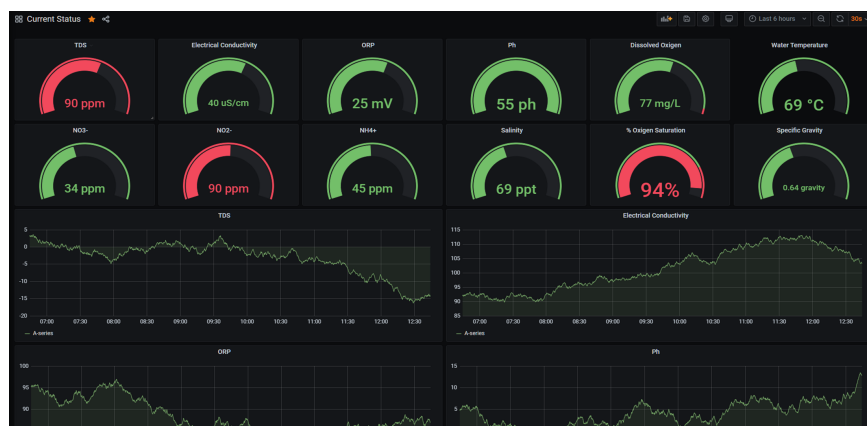 Current Status
Last 6 hours
30s
TDS
Electrical Conductivity
ORP
Ph
Dissolved Oxigen
Water Temperature
90 ppm
40 uS/cm
25 mV
55 ph
77 mg/L
69 °C
NO3-
NO2-
NH4+
Salinity
% Oxigen Saturation
Specific Gravity
34 ppm
90 ppm
45 ppm
69 ppt
94%
0.64 gravity
TDS
5
0
-5
-10
-15
-20
07:00 07:30 08:00 08:30 09:00 09:30 10:00 10:30 11:00 11:30 12:00 12:30
A-series
Electrical Conductivity
115
110
105
100
95
90
85
07:00 07:30 08:00 08:30 09:00 09:30 10:00 10:30 11:00 11:30 12:00 12:30
A-series
ORP
100
95
90
Ph
15
10
5